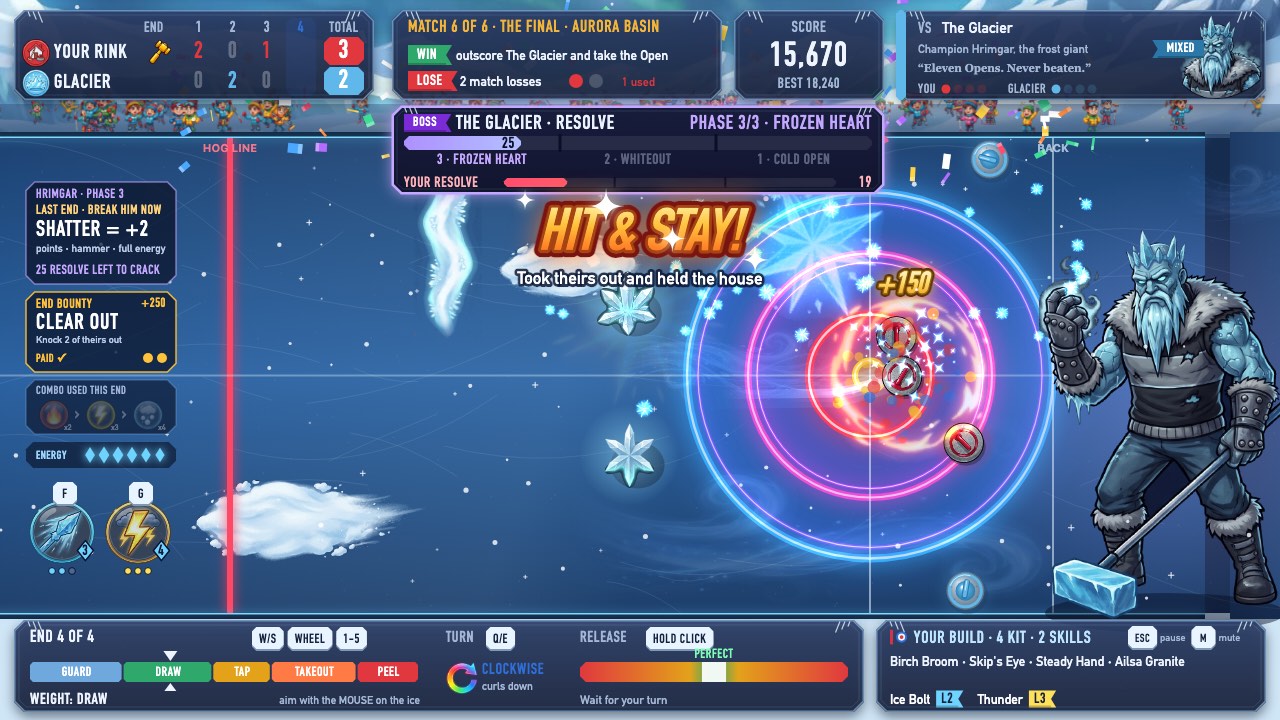 END 1 2 3 4 TOTAL
YOUR RINK 2 0 1 3
GLACIER 0 2 0 2
MATCH 6 OF 6 · THE FINAL · AURORA BASIN
WIN outscore The Glacier and take the Open
LOSE 2 match losses 1 used
SCORE
15,670
BEST 18,240
VS The Glacier
Champion Hrimgar, the frost giant
“Eleven Opens. Never beaten.”
YOU GLACIER
MIXED
BOSS THE GLACIER · RESOLVE PHASE 3/3 · FROZEN HEART
25
3 · FROZEN HEART 2 · WHITEOUT 1 · COLD OPEN
YOUR RESOLVE 19
HOG LINE
BACK
HRIMGAR · PHASE 3
LAST END · BREAK HIM NOW
SHATTER = +2
points · hammer · full energy
25 RESOLVE LEFT TO CRACK
END BOUNTY +250
CLEAR OUT
Knock 2 of theirs out
PAID ✓
COMBO USED THIS END
x2 x3 x4
ENERGY
F G
3 4
HIT & STAY!
Took theirs out and held the house
+150
END 4 OF 4
W/S WHEEL 1-5
GUARD DRAW TAP TAKEOUT PEEL
WEIGHT: DRAW
aim with the MOUSE on the ice
TURN Q/E
CLOCKWISE
curls down
RELEASE HOLD CLICK
PERFECT
Wait for your turn
YOUR BUILD · 4 KIT · 2 SKILLS
ESC pause M mute
Birch Broom · Skip's Eye · Steady Hand · Ailsa Granite
Ice Bolt L2 Thunder L3